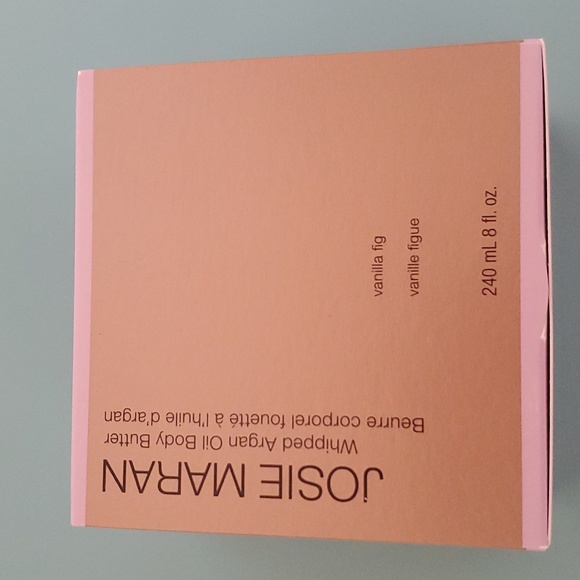 JOSIE MARAN
Whipped Argan Oil Body Butter
Beurre corporel fouetté à l'huile d'argan
vanilla fig
vanille figue
240 mL 8 fl. oz.